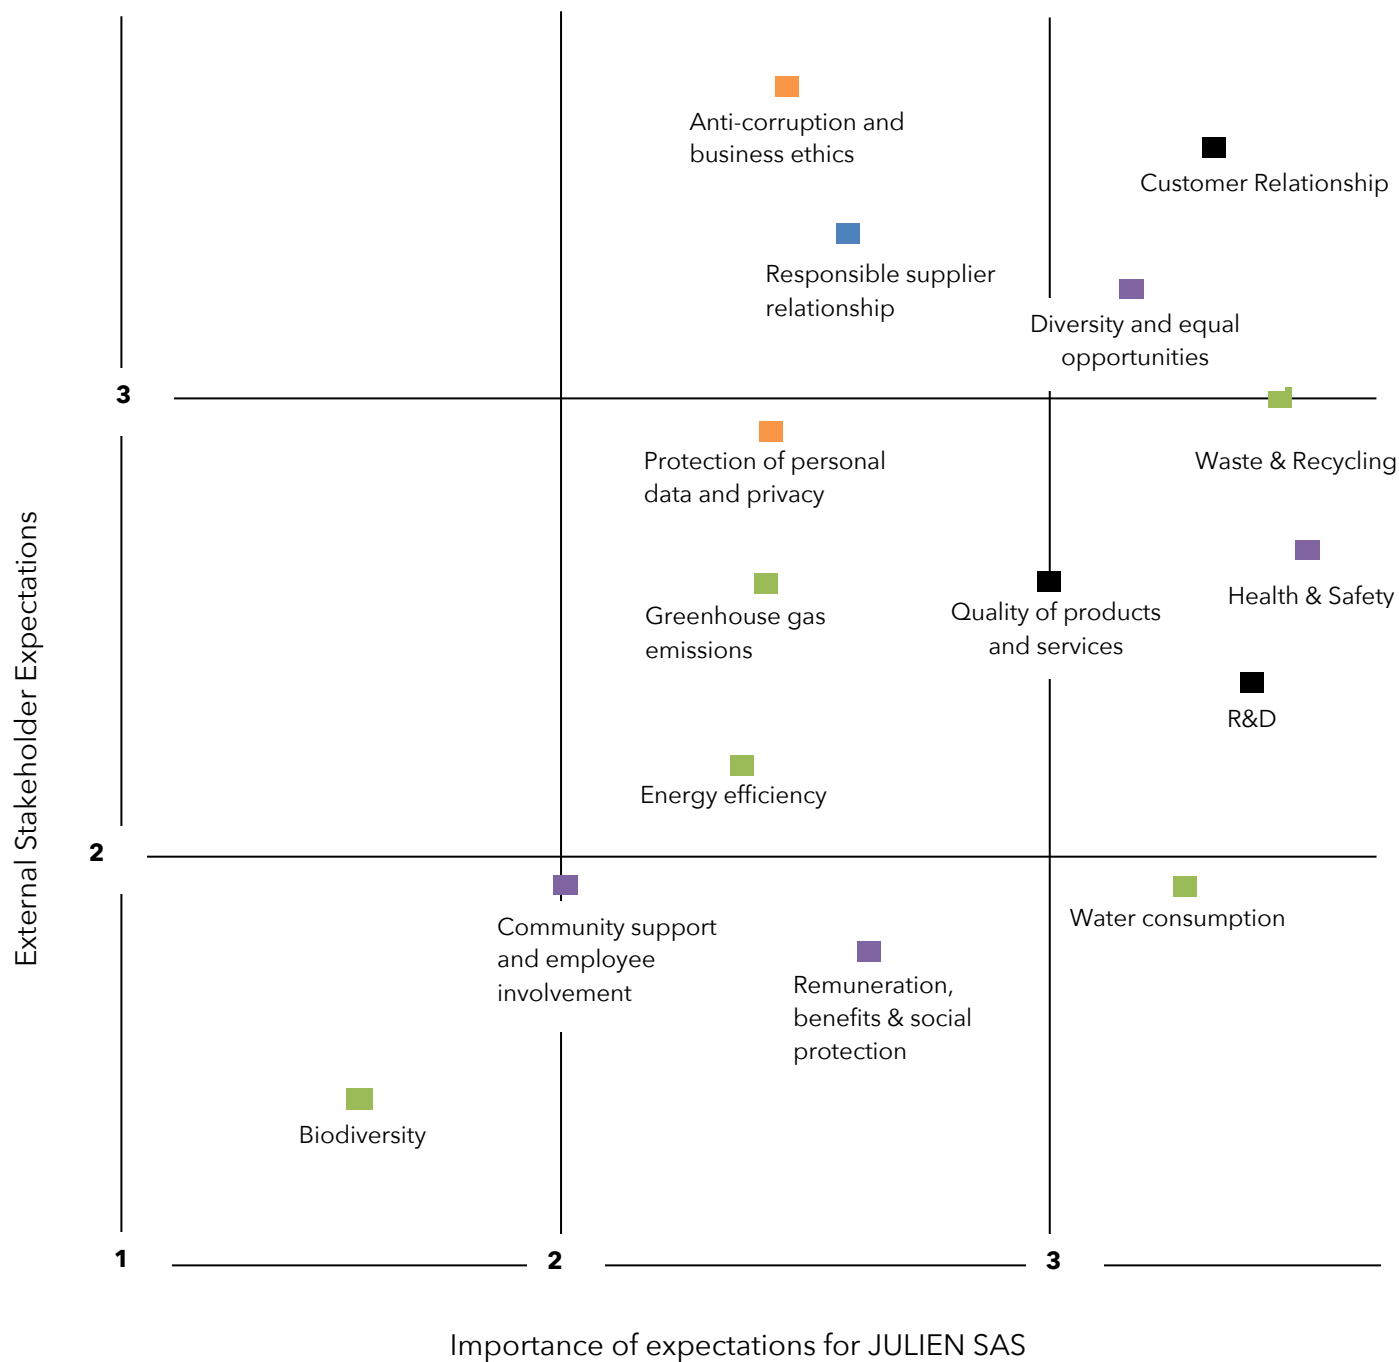 Anti-corruption and
business ethics
Customer Relationship
Responsible supplier
relationship
Diversity and equal
opportunities
3
Protection of personal
data and privacy
Waste & Recycling
Greenhouse gas
emissions
Quality of products
and services
Health & Safety
R&D
Energy efficiency
External Stakeholder Expectations
2
Community support
and employee
involvement
Water consumption
Remuneration,
benefits & social
protection
Biodiversity
1
2
3
Importance of expectations for JULIEN SAS